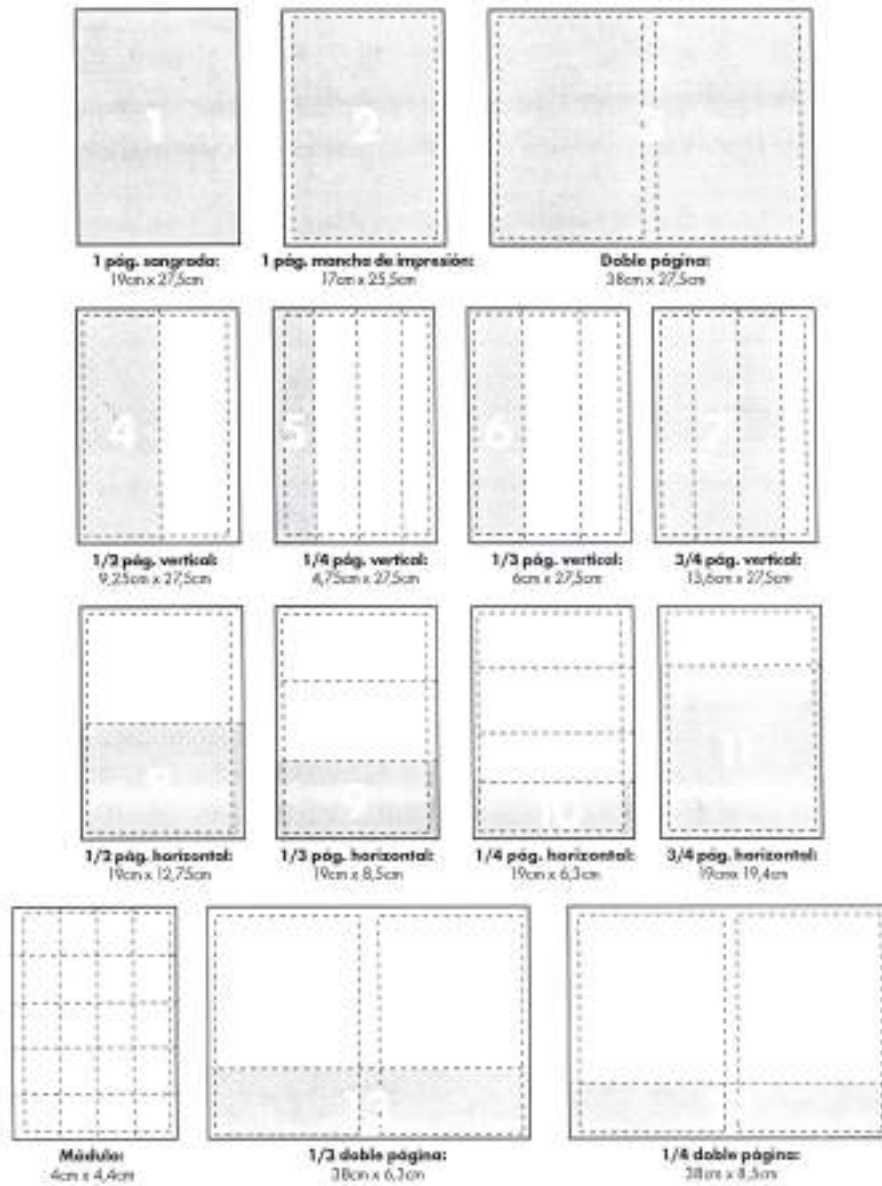 1
2
1 pág. sangrada:
19cm x 27,5cm
1 pág. mancha de impresión:
17cm x 25,5cm
Doble página:
38cm x 27,5cm
4
5
6
7
1/2 pág. vertical:
9,25cm x 27,5cm
1/4 pág. vertical:
4,75cm x 27,5cm
1/3 pág. vertical:
6cm x 27,5cm
3/4 pág. vertical:
13,6cm x 27,5cm
9
10
11
1/2 pág. horizontal:
19cm x 12,75cm
1/3 pág. horizontal:
19cm x 8,5cm
1/4 pág. horizontal:
19cm x 6,3cm
3/4 pág. horizontal:
19cmx 19,4cm
Módulo:
4cm x 4,4cm
1/3 doble página:
38cm x 6,3cm
1/4 doble página:
38cm x 8,5cm